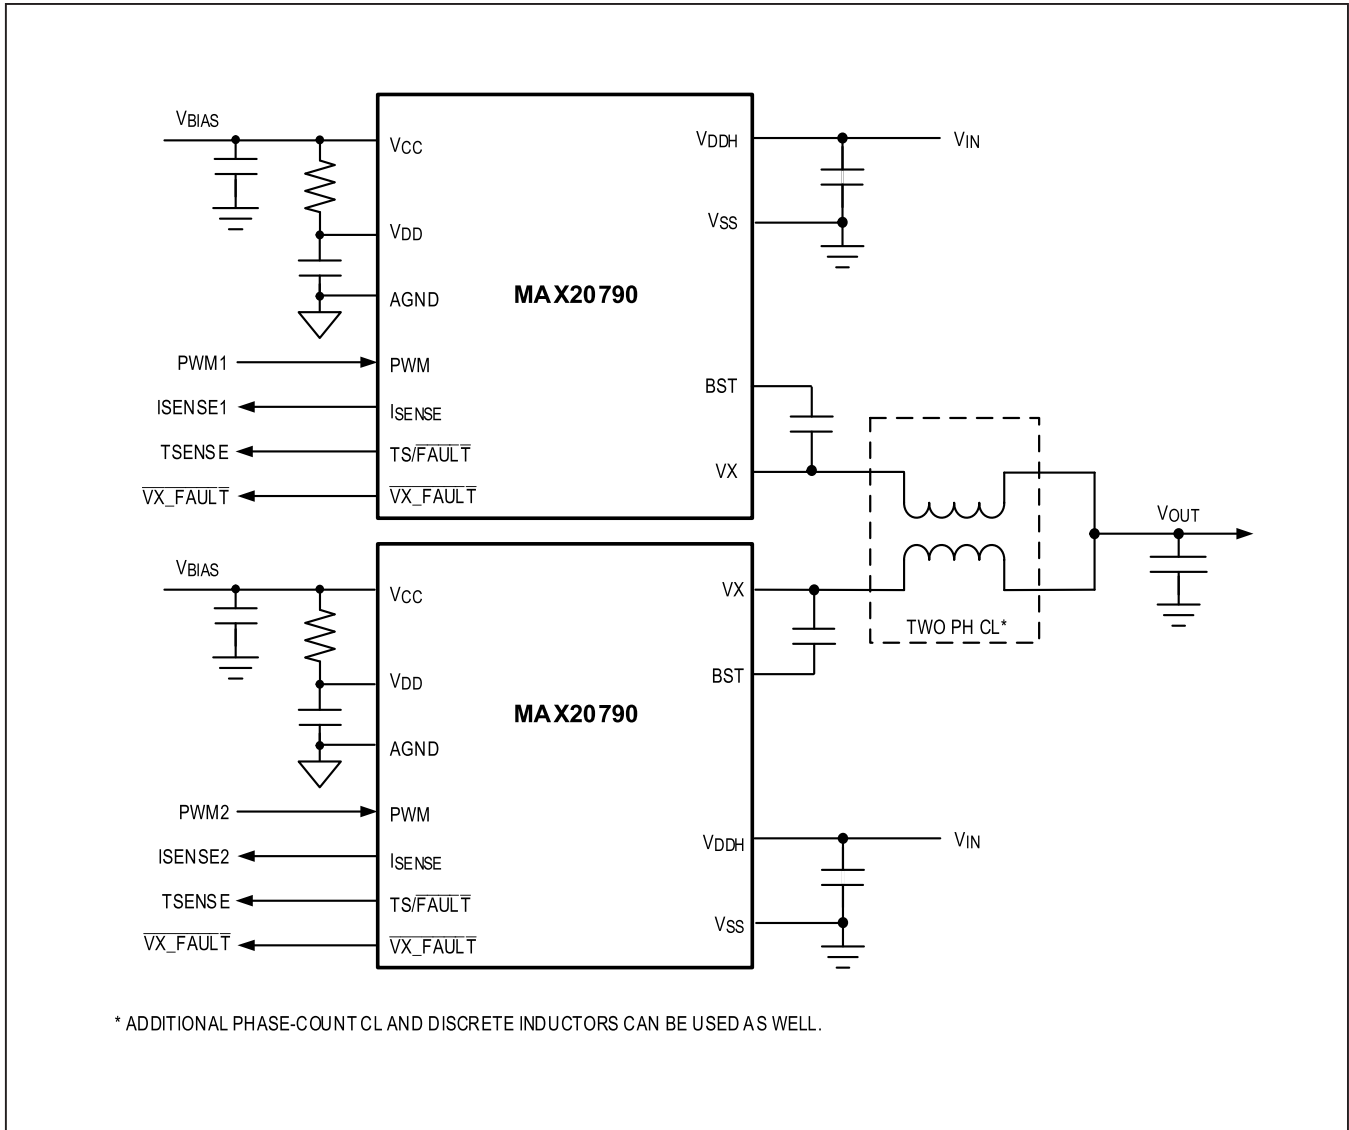 VBIAS
VCC
VDDH
VIN
VDD
VSS
MAX20790
AGND
PWM1
PWM
BST
ISENSE1
ISENSE
TSENSE
TS/FAULT
VX
VX_FAULT
VX_FAULT
VOUT
VBIAS
VCC
VX
TWO PH CL*
VDD
BST
MAX20790
AGND
PWM2
PWM
VDDH
VIN
ISENSE2
ISENSE
TSENSE
TS/FAULT
VSS
VX_FAULT
VX_FAULT
* ADDITIONAL PHASE-COUNT CL AND DISCRETE INDUCTORS CAN BE USED AS WELL.